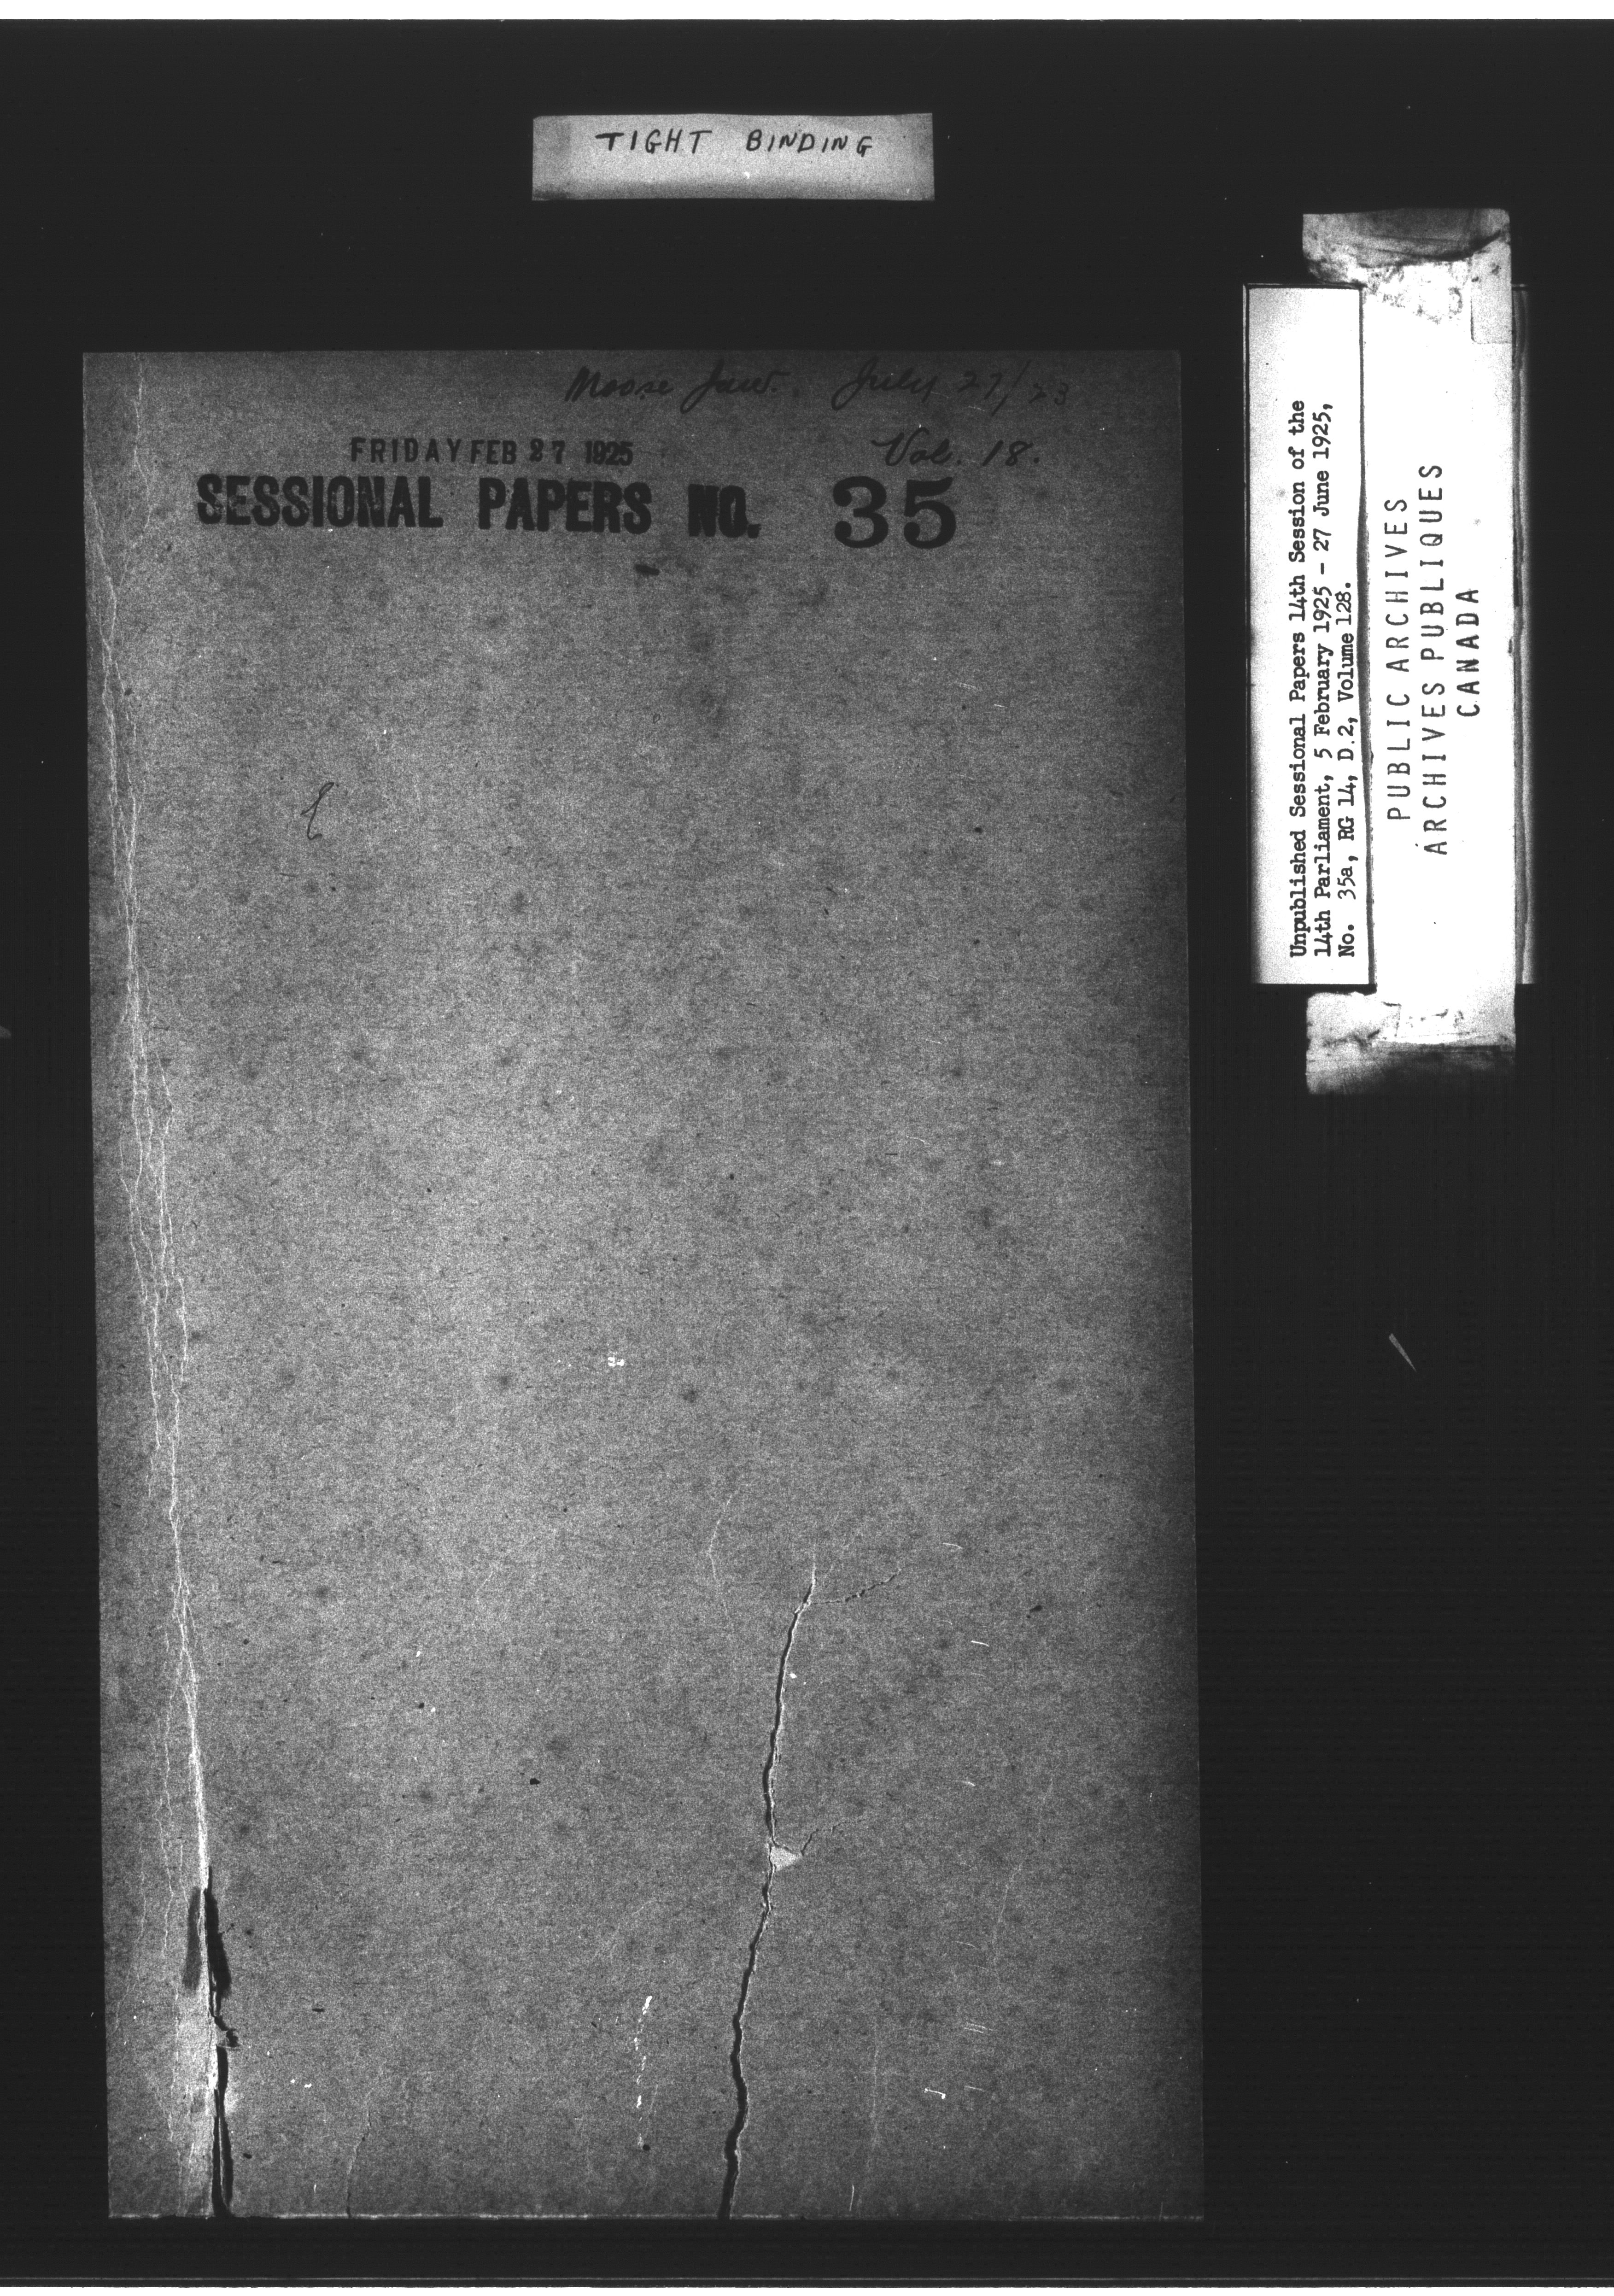 TIGHT BINDING
Moose Jaw. July 27/23
Vol. 18.
FRIDAY FEB 27 1925
SESSIONAL PAPERS NO. 35
Unpublished Sessional Papers 14th Session of the
14th Parliament, 5 February 1925 - 27 June 1925,
No. 35a, RG 14, D.2, Volume 128.
PUBLIC ARCHIVES
ARCHIVES PUBLIQUES
CANADA